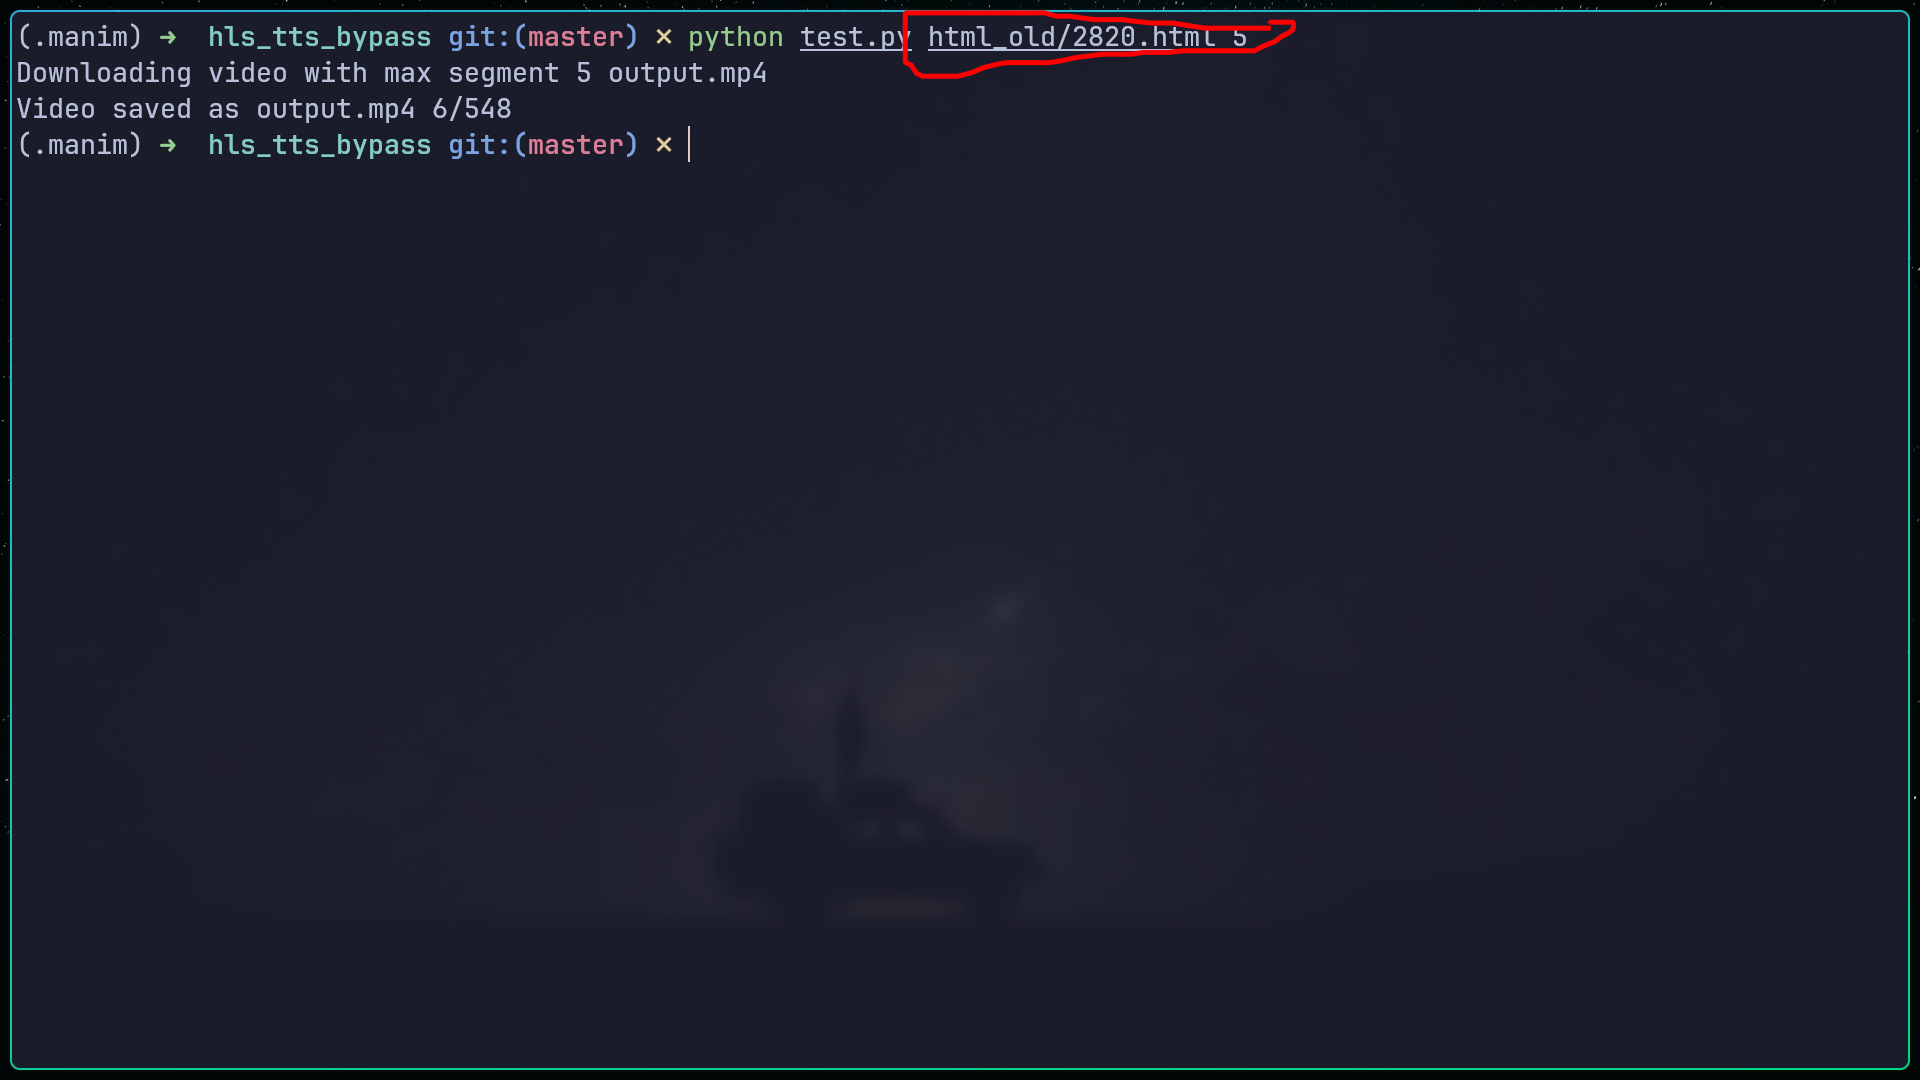 (.manim) ➜ hls_tts_bypass git:(master) ✗ python test.py html_old/2820.html 5
Downloading video with max segment 5 output.mp4
Video saved as output.mp4 6/548
(.manim) ➜ hls_tts_bypass git:(master) ✗